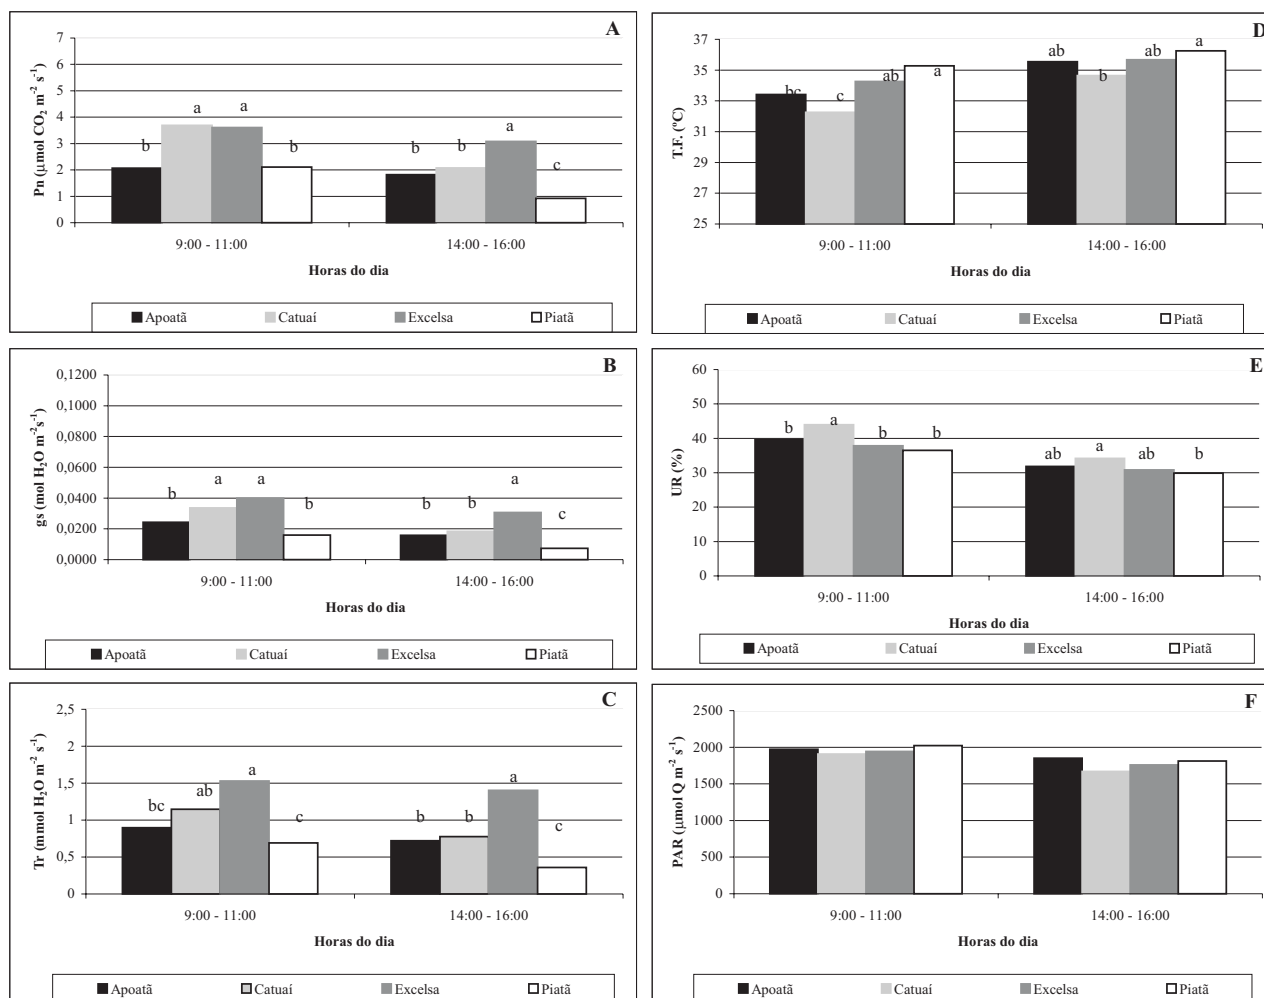 A
Pn (µmol CO₂ m⁻² s⁻¹)
7
6
5
4
3
2
1
0
b a a b b b a c
9:00 - 11:00 14:00 - 16:00
Horas do dia
Apoatã Catuaí Excelsa Piatã
B
gs (mol H₂O m⁻²s⁻¹)
0,1200
0,1000
0,0800
0,0600
0,0400
0,0200
0,0000
b a a b b b a c
9:00 - 11:00 14:00 - 16:00
Horas do dia
Apoatã Catuaí Excelsa Piatã
C
Tr (mmol H₂O m⁻² s⁻¹)
2,5
2
1,5
1
0,5
0
bc ab a c b b a c
9:00 - 11:00 14:00 - 16:00
Horas do dia
Apoatã Catuaí Excelsa Piatã
D
T.F. (ºC)
37
35
33
31
29
27
25
bc c ab a ab b ab a
9:00 - 11:00 14:00 - 16:00
Horas do dia
Apoatã Catuaí Excelsa Piatã
E
UR (%)
60
50
40
30
20
10
0
b a b b ab a ab b
9:00 - 11:00 14:00 - 16:00
Horas do dia
Apoatã Catuaí Excelsa Piatã
F
PAR (µmol Q m⁻² s⁻¹)
2500
2000
1500
1000
500
0
9:00 - 11:00 14:00 - 16:00
Horas do dia
Apoatã Catuaí Excelsa Piatã